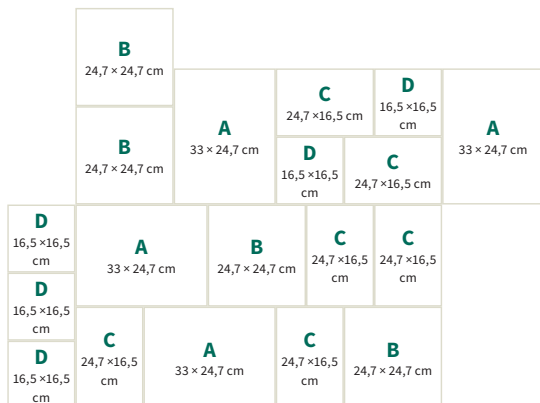 B
24,7 × 24,7 cm
B
24,7 × 24,7 cm
A
33 × 24,7 cm
C
24,7 ×16,5 cm
D
16,5 ×16,5
cm
D
16,5 ×16,5
cm
C
24,7 ×16,5 cm
A
33 × 24,7 cm
D
16,5 ×16,5
cm
A
33 × 24,7 cm
B
24,7 × 24,7 cm
C
24,7 ×16,5
cm
C
24,7 ×16,5
cm
D
16,5 ×16,5
cm
D
16,5 ×16,5
cm
C
24,7 ×16,5
cm
A
33 × 24,7 cm
C
24,7 ×16,5
cm
B
24,7 × 24,7 cm